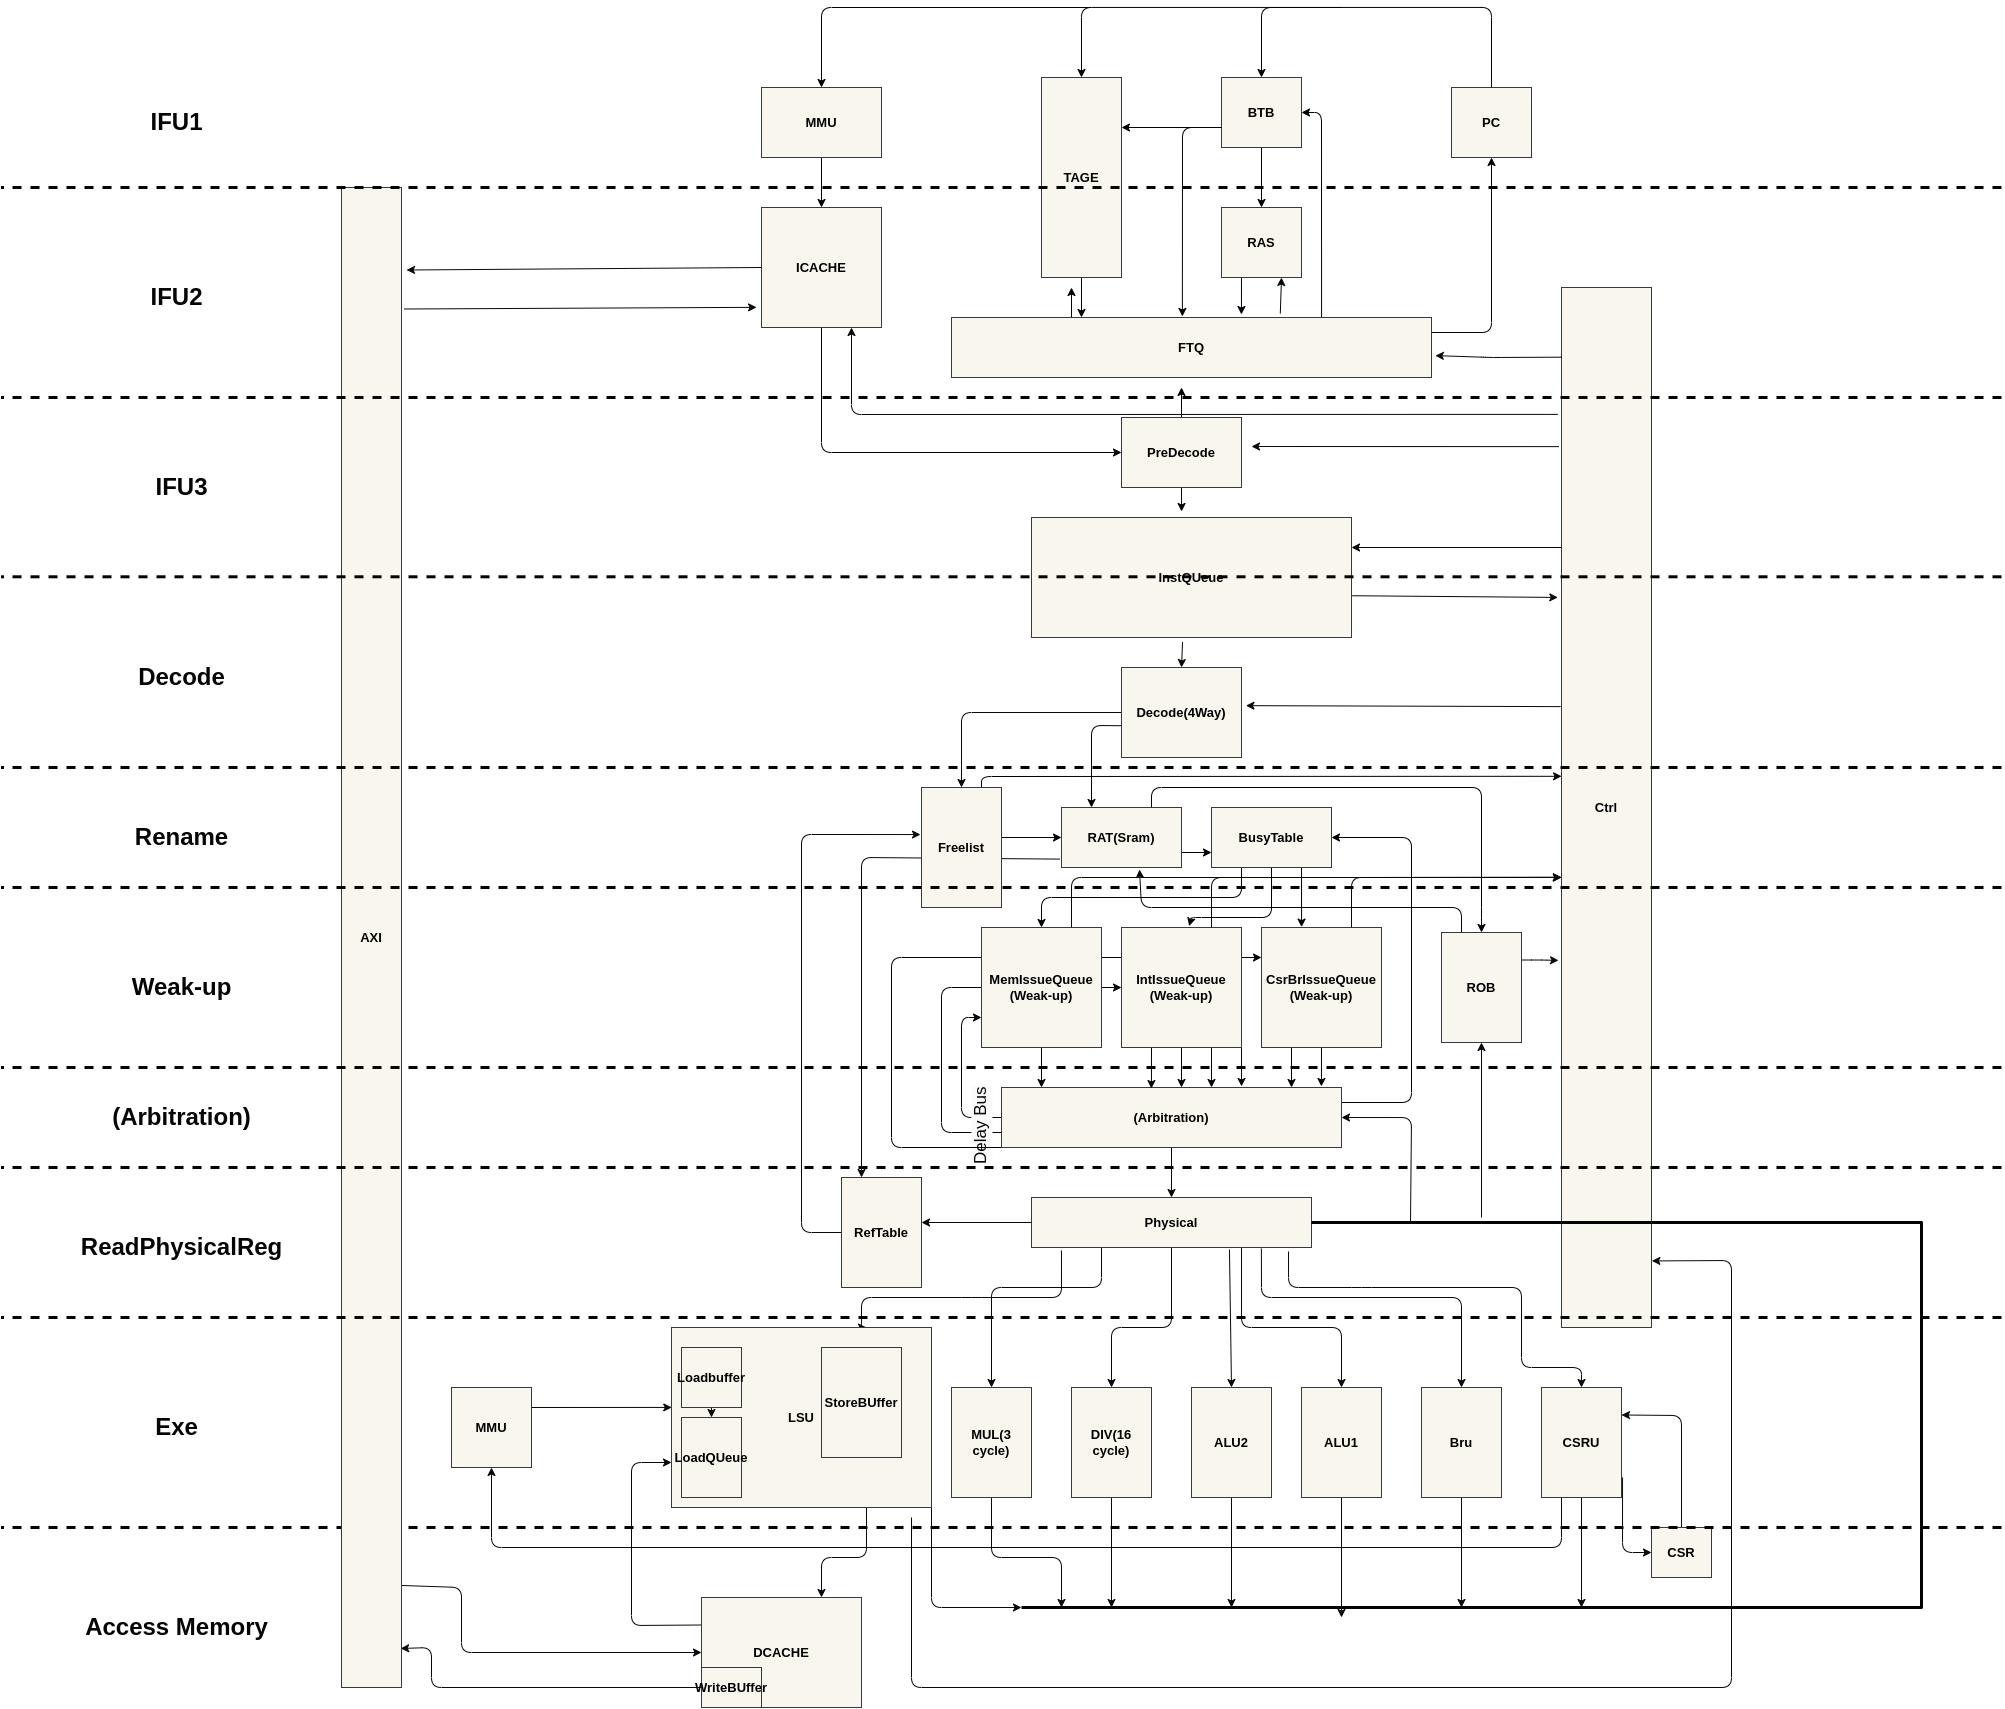 IFU1
MMU
TAGE
BTB
PC
IFU2
ICACHE
RAS
FTQ
IFU3
PreDecode
InstQUeue
Decode
Decode(4Way)
Ctrl
Rename
Freelist
RAT(Sram)
BusyTable
AXI
Weak-up
MemIssueQueue
(Weak-up)
IntIssueQueue
(Weak-up)
CsrBrIssueQueue
(Weak-up)
ROB
(Arbitration)
Delay Bus
(Arbitration)
ReadPhysicalReg
RefTable
Physical
Exe
MMU
Loadbuffer
LoadQUeue
LSU
StoreBUffer
MUL(3
cycle)
DIV(16
cycle)
ALU2
ALU1
Bru
CSRU
CSR
Access Memory
DCACHE
WriteBUffer